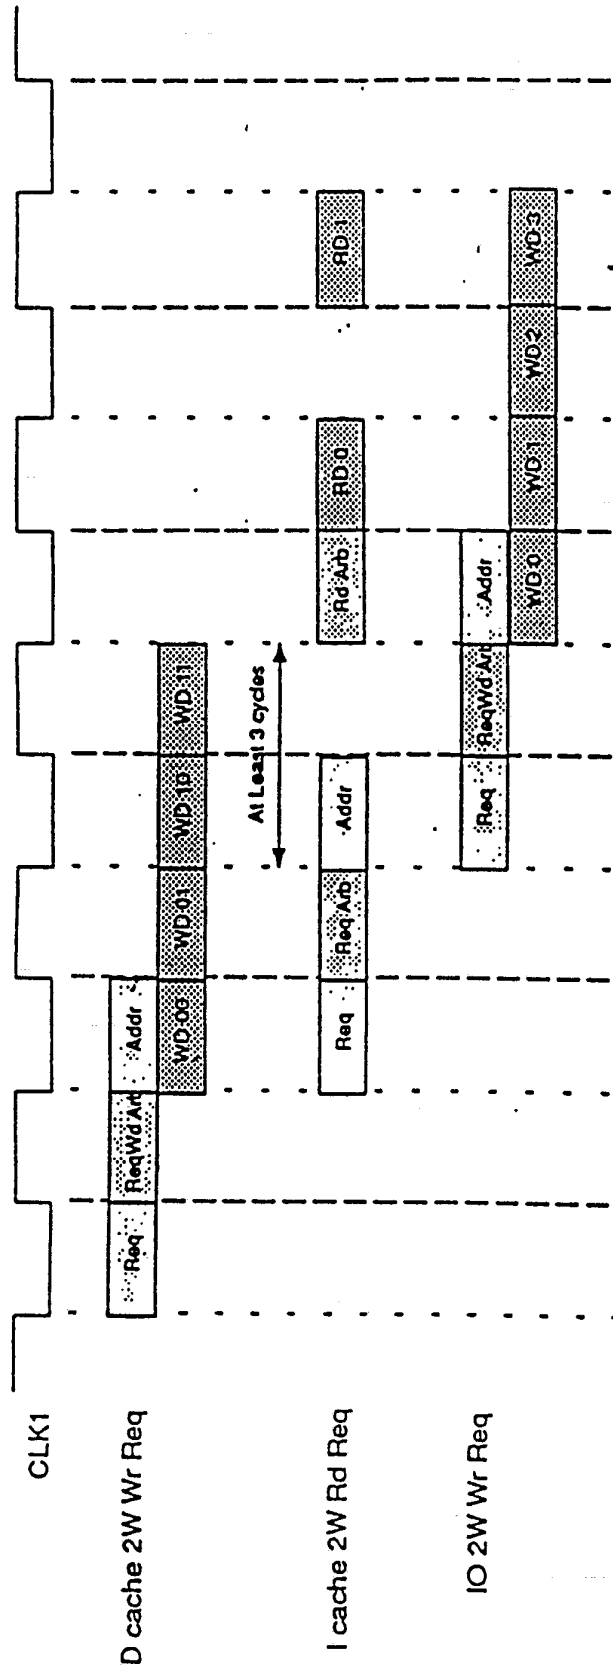 CLK1
D cache 2W Wr Req
Req
ReqWd Arb
Addr
WD 00
WD 01
WD 10
WD 11
At Least 3 cycles
I cache 2W Rd Req
Req
Req Arb
Addr
Rd Arb
RD 0
RD 1
IO 2W Wr Req
Req
ReqWd Arb
Addr
WD 0
WD 1
WD 2
WD 3